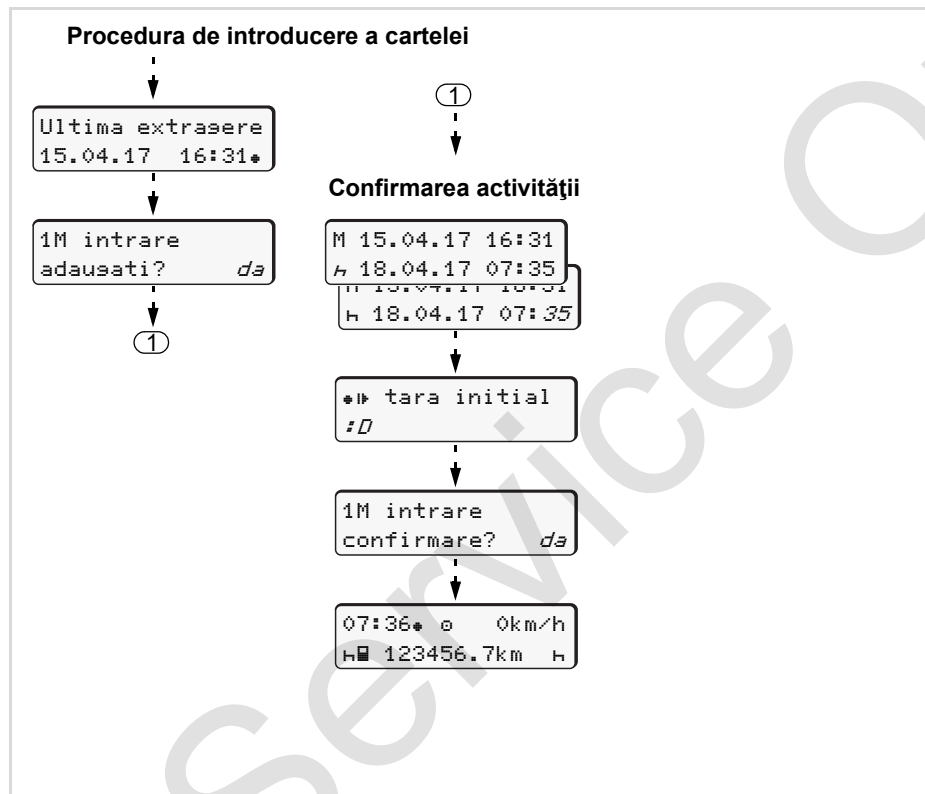 Procedura de introducere a cartelei
Ultima extragere
15.04.17 16:31
1M intrare
adaugati? da
1
1
Confirmarea activităţii
M 15.04.17 16:31
h 18.04.17 07:35
h 18.04.17 07:35
tara initial
:D
1M intrare
confirmare? da
07:36 0km/h
h 123456.7km h
Service O